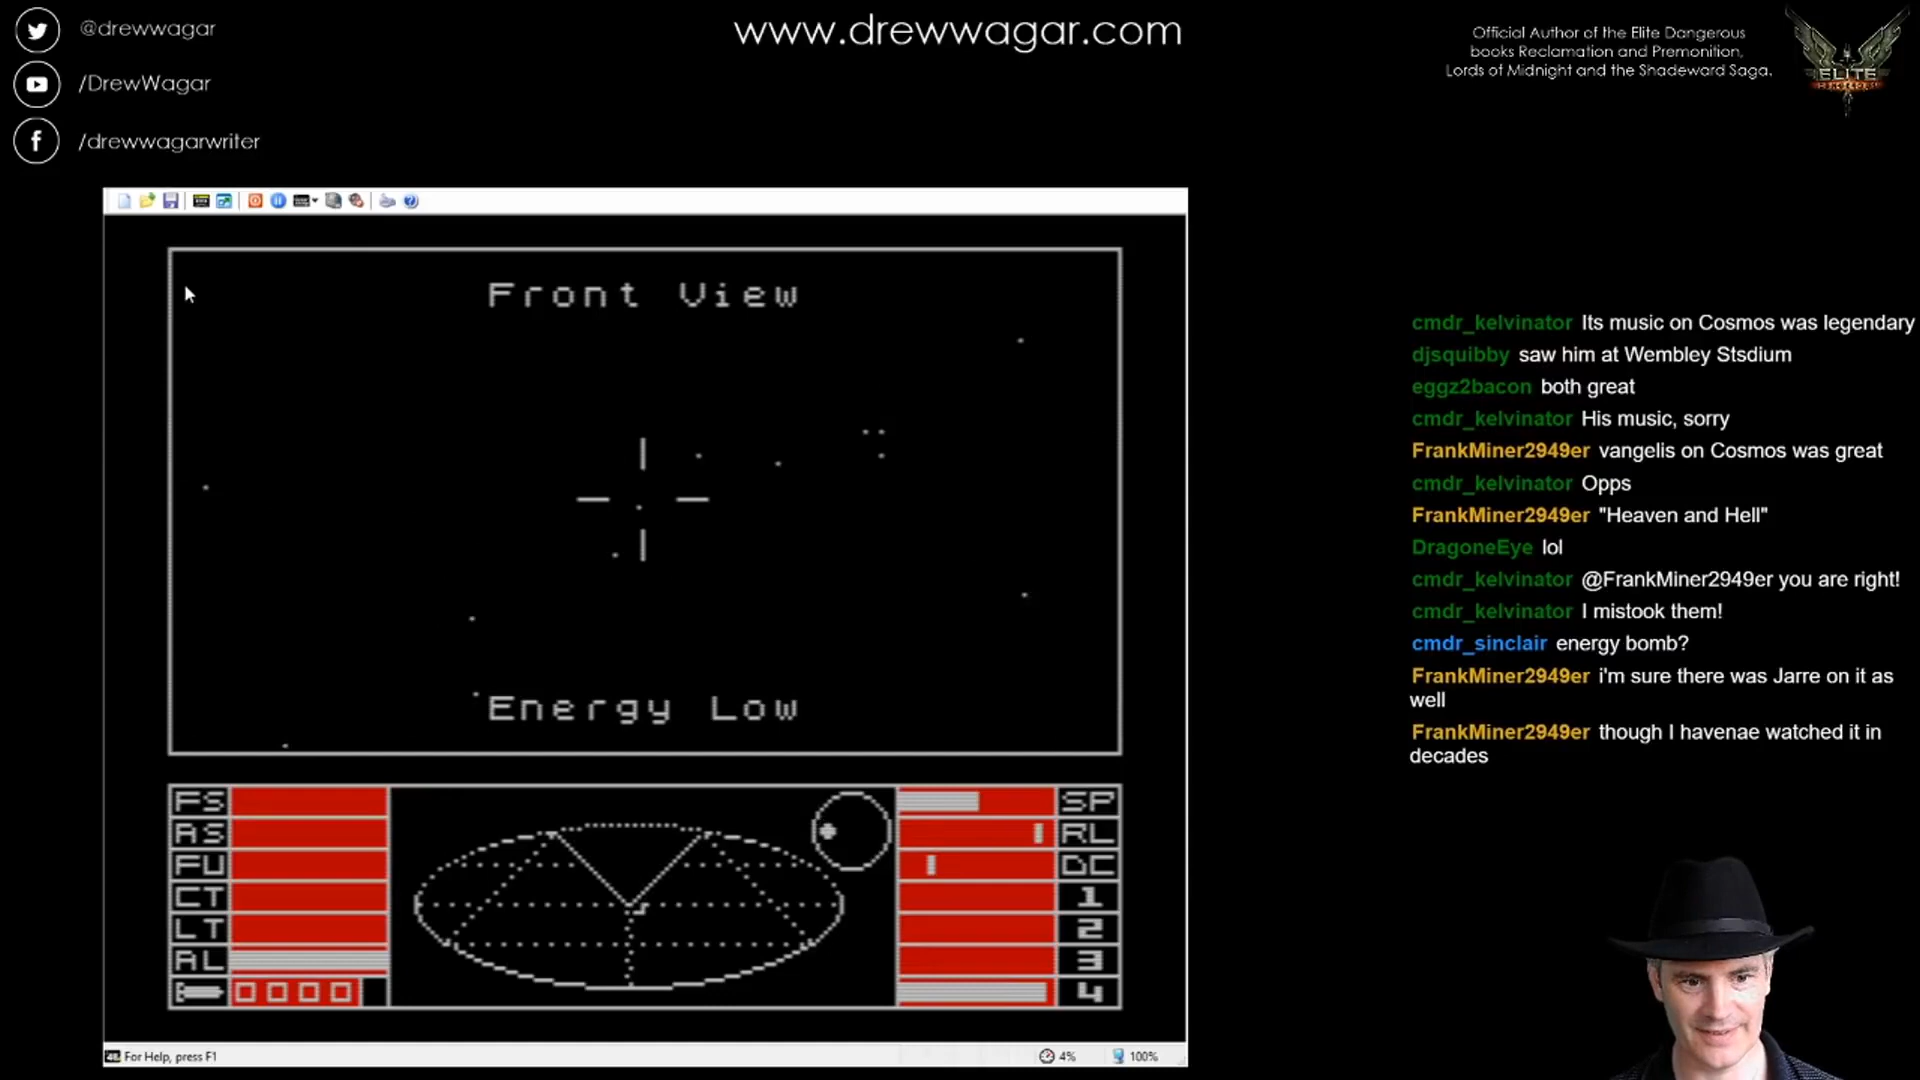 @drewwagar
/DrewWagar
/drewwagarwriter
www.drewwagar.com
Official Author of the Elite Dangerous
books Reclamation and Premonition,
Lords of Midnight and the Shadeward Saga.
ELITE
DANGEROUS
Front View
Energy Low
FS
AS
FU
CT
LT
AL
SP
RL
DC
1
2
3
4
For Help, press F1
4%
100%
cmdr_kelvinator Its music on Cosmos was legendary
djsquibby saw him at Wembley Stsdium
eggz2bacon both great
cmdr_kelvinator His music, sorry
FrankMiner2949er vangelis on Cosmos was great
cmdr_kelvinator Opps
FrankMiner2949er "Heaven and Hell"
DragoneEye lol
cmdr_kelvinator @FrankMiner2949er you are right!
cmdr_kelvinator I mistook them!
cmdr_sinclair energy bomb?
FrankMiner2949er i'm sure there was Jarre on it as
well
FrankMiner2949er though I havenae watched it in
decades